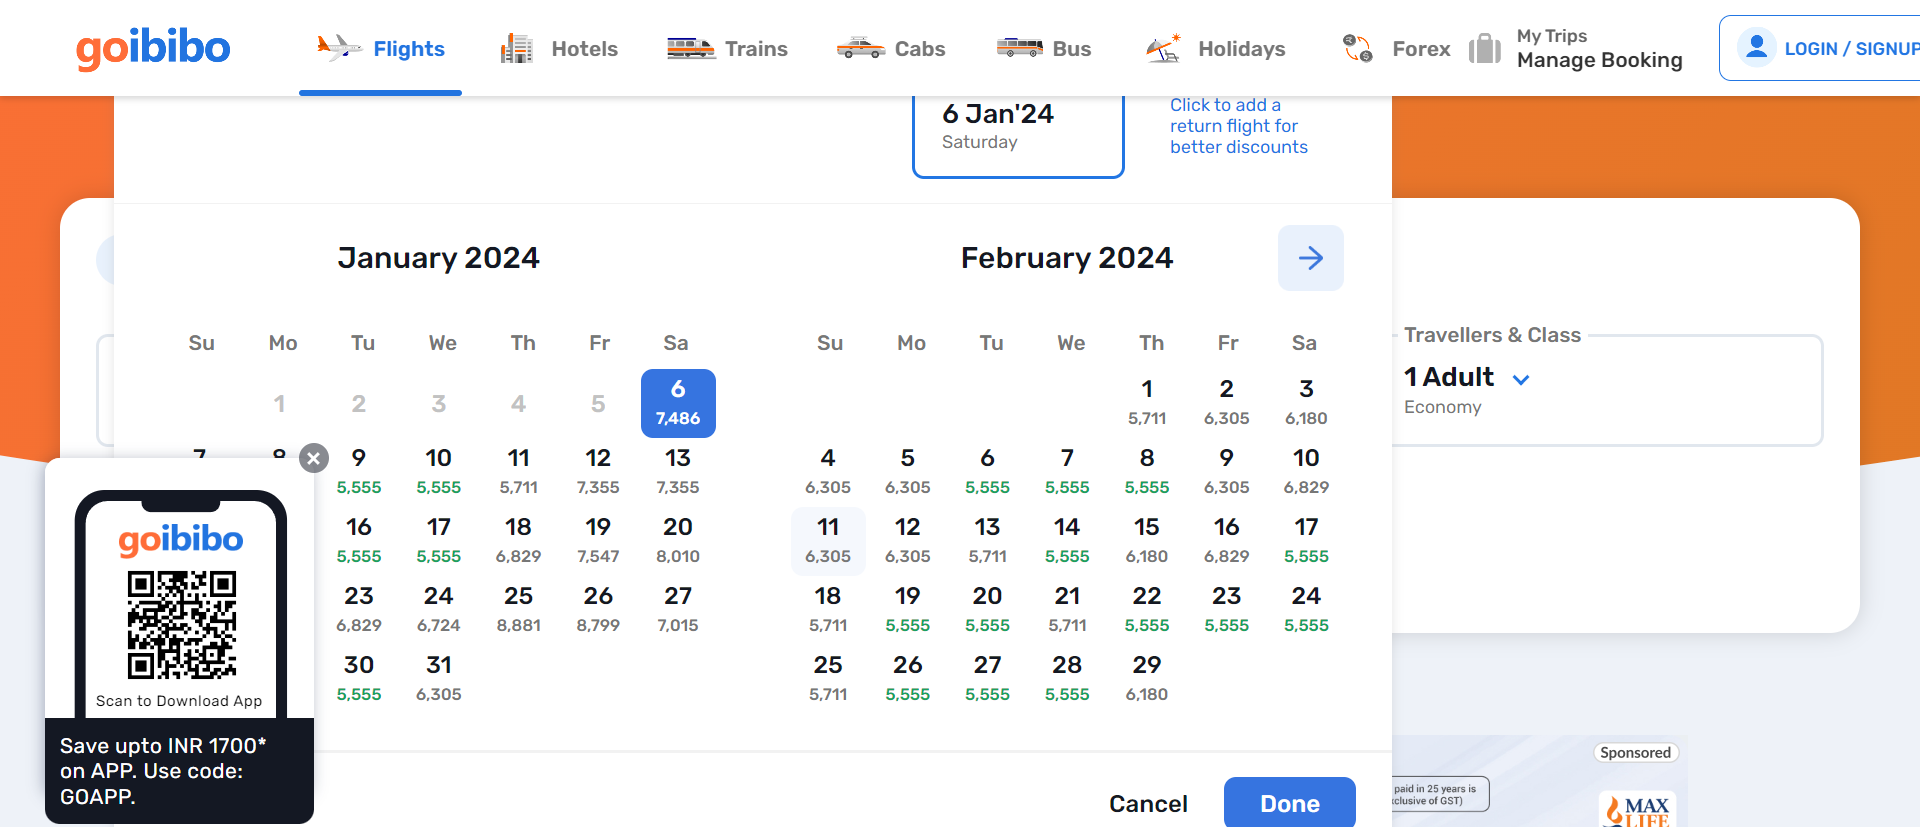 goibibo
Flights
Hotels
Trains
Cabs
Bus
Holidays
Forex
My Trips
Manage Booking
LOGIN / SIGNUP
6 Jan'24
Saturday
Click to add a
return flight for
better discounts
January 2024
Su Mo Tu We Th Fr Sa
1 2 3 4 5 6
7,486
7 8 9 10 11 12 13
5,555 5,555 5,711 7,355 7,355
16 17 18 19 20
5,555 5,555 6,829 7,547 8,010
23 24 25 26 27
6,829 6,724 8,881 8,799 7,015
30 31
5,555 6,305
February 2024
Su Mo Tu We Th Fr Sa
1 2 3
5,711 6,305 6,180
4 5 6 7 8 9 10
6,305 6,305 5,555 5,555 5,555 6,305 6,829
11 12 13 14 15 16 17
6,305 6,305 5,711 5,555 6,180 6,829 5,555
18 19 20 21 22 23 24
5,711 5,555 5,555 5,711 5,555 5,555 5,555
25 26 27 28 29
5,711 5,555 5,555 5,555 6,180
Cancel
Done
Travellers & Class
1 Adult
Economy
goibibo
Scan to Download App
Save upto INR 1700*
on APP. Use code:
GOAPP.
Sponsored
paid in 25 years is
clusive of GST)
MAX
LIFE